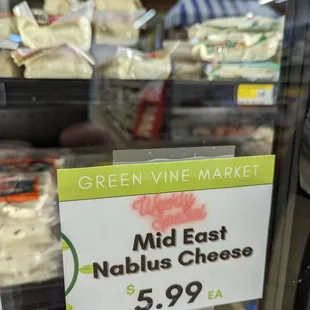 GREEN VINE MARKET
Weekly
Special
Mid East
Nablus Cheese
$5.99 EA